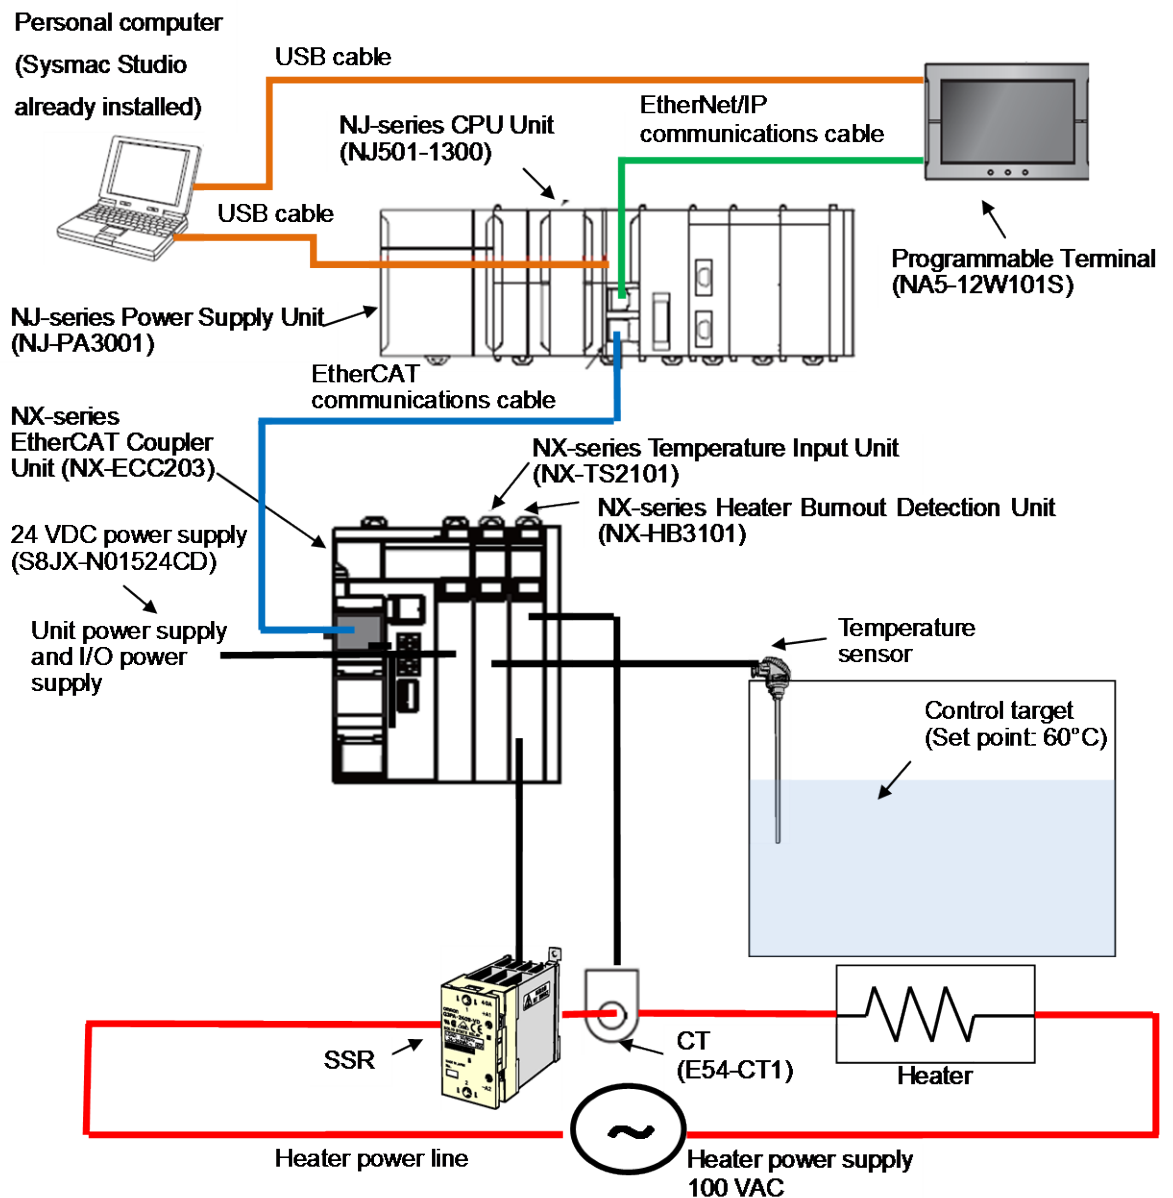 Personal computer
(Sysmac Studio
already installed)
USB cable
EtherNet/IP
communications cable
NJ-series CPU Unit
(NJ501-1300)
USB cable
Programmable Terminal
(NA5-12W101S)
NJ-series Power Supply Unit
(NJ-PA3001)
EtherCAT
communications cable
NX-series
EtherCAT Coupler
Unit (NX-ECC203)
NX-series Temperature Input Unit
(NX-TS2101)
NX-series Heater Burnout Detection Unit
(NX-HB3101)
24 VDC power supply
(S8JX-N01524CD)
Unit power supply
and I/O power
supply
Temperature
sensor
Control target
(Set point: 60°C)
SSR
CT
(E54-CT1)
Heater
Heater power line
Heater power supply
100 VAC